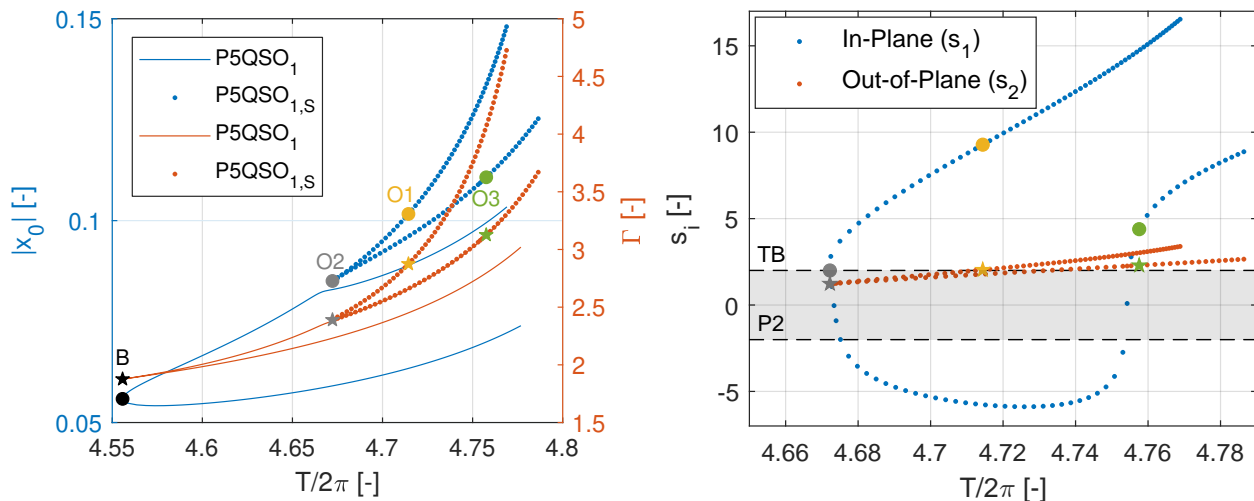 0.15
0.1
0.05
|x₀| [-]
P5QSO₁
P5QSO₁,S
P5QSO₁
P5QSO₁,S
O1
O3
O2
B
5
4.5
4
3.5
3
2.5
2
1.5
Γ [-]
4.55
4.6
4.65
4.7
4.75
4.8
T/2π [-]
In-Plane (s₁)
Out-of-Plane (s₂)
15
10
5
0
-5
sᵢ [-]
TB
P2
4.66
4.68
4.7
4.72
4.74
4.76
4.78
T/2π [-]